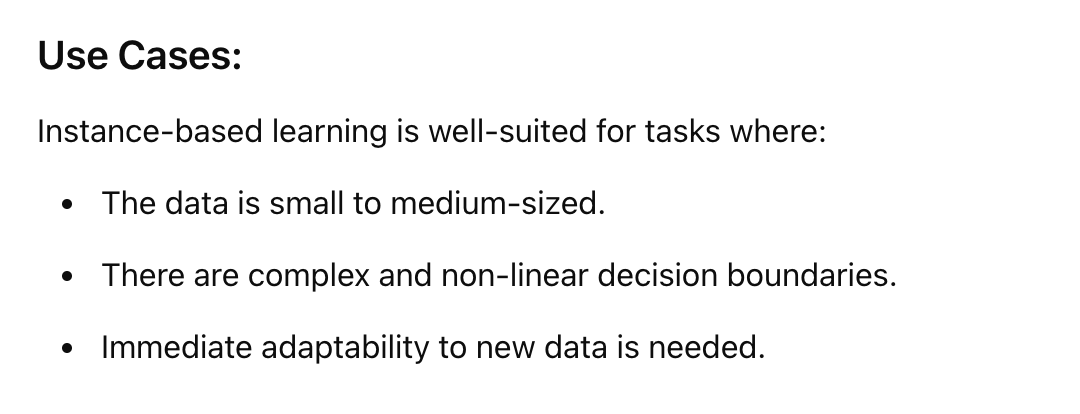 Use Cases:
Instance-based learning is well-suited for tasks where:
• The data is small to medium-sized.
• There are complex and non-linear decision boundaries.
• Immediate adaptability to new data is needed.